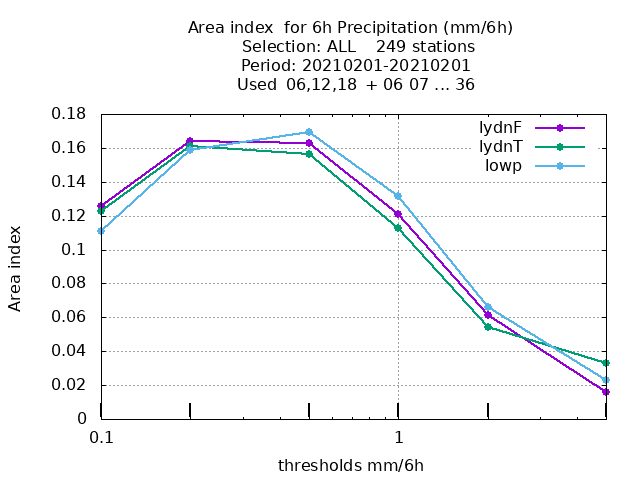 Area index  for 6h Precipitation (mm/6h)
Selection: ALL    249 stations
Period: 20210201-20210201
Used  06,12,18  + 06 07 ... 36
lydnF
lydnT
lowp
0.18
0.16
0.14
0.12
0.1
0.08
0.06
0.04
0.02
0
Area index
0.1
1
thresholds mm/6h